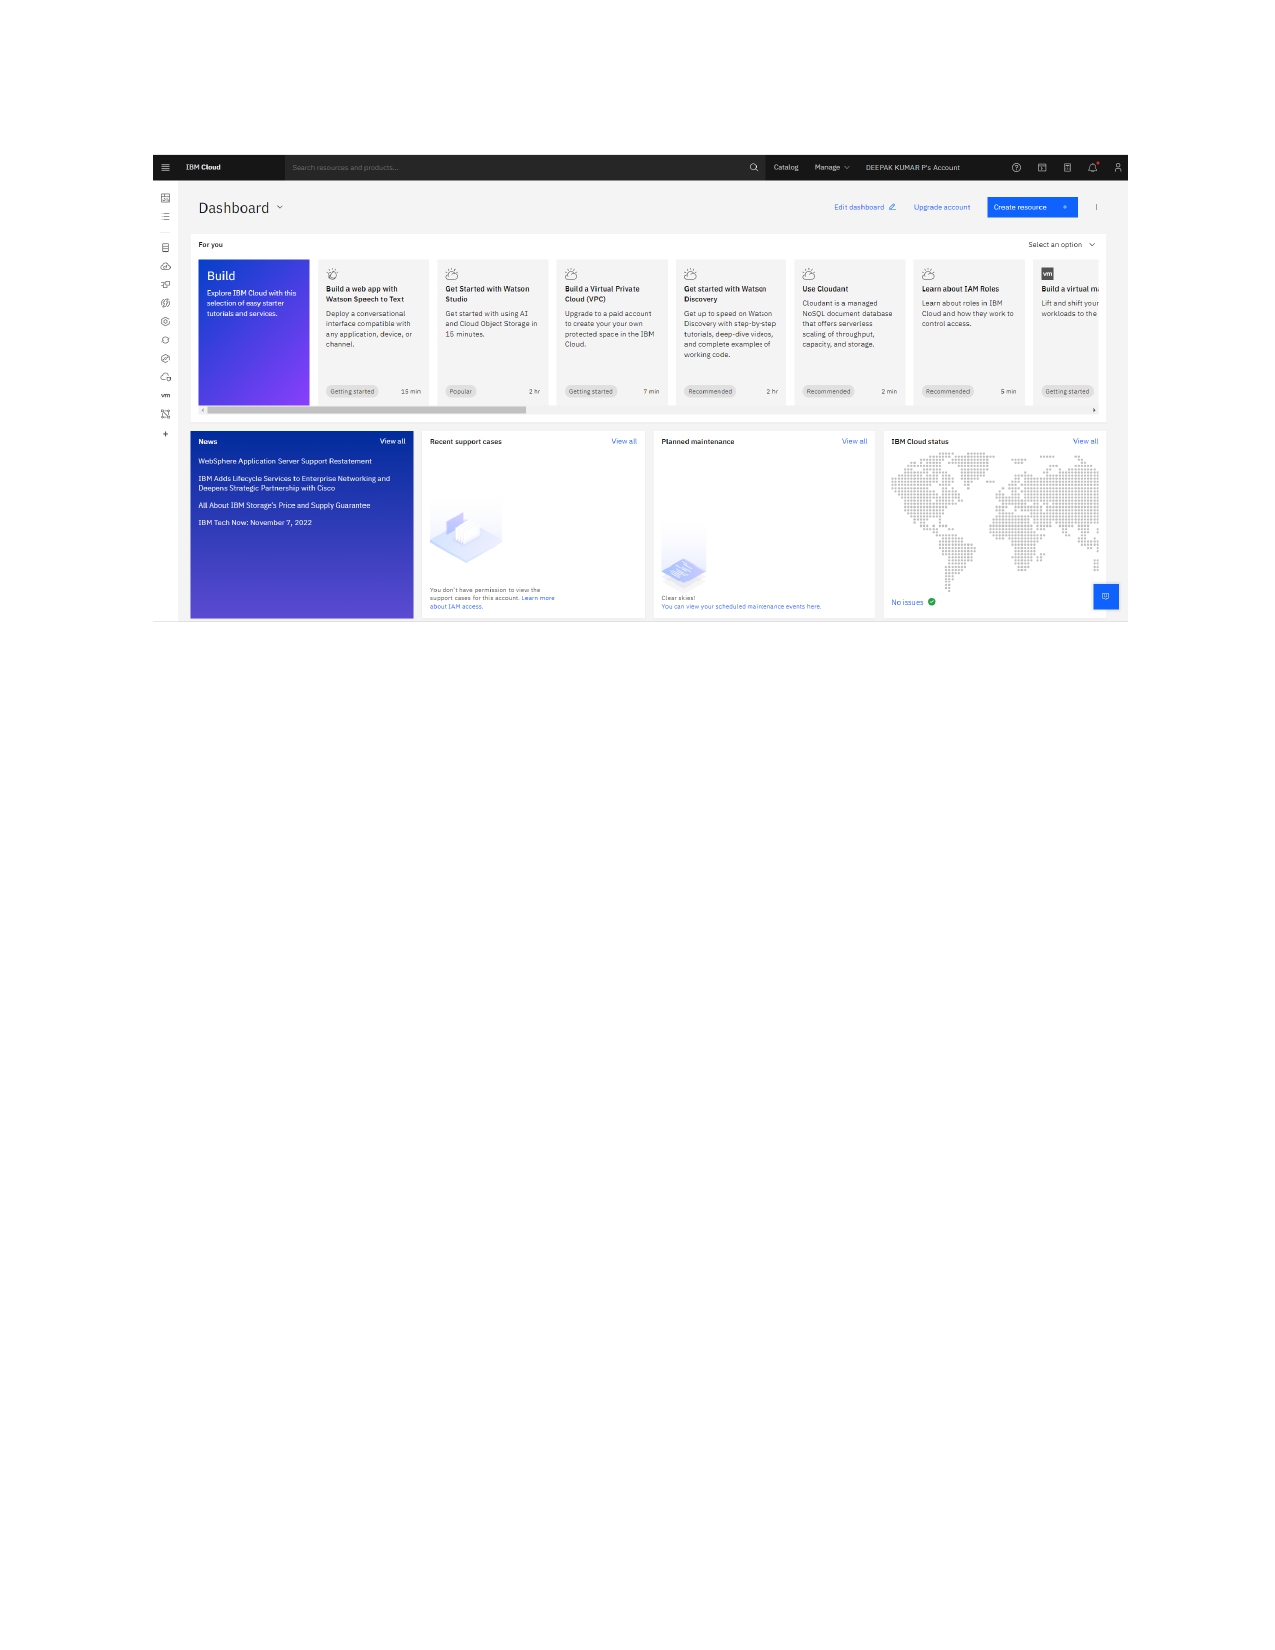 IBM Cloud
Search resources and products...
Catalog
Manage
DEEPAK KUMAR P's Account
Dashboard
Edit dashboard
Upgrade account
Create resource +
For you
Select an option
Build
Explore IBM Cloud with this
selection of easy starter
tutorials and services.
Build a web app with
Watson Speech to Text
Deploy a conversational
interface compatible with
any application, device, or
channel.
Getting started
15 min
Get Started with Watson
Studio
Get started with using AI
and Cloud Object Storage in
15 minutes.
Popular
2 hr
Build a Virtual Private
Cloud (VPC)
Upgrade to a paid account
to create your your own
protected space in the IBM
Cloud.
Getting started
7 min
Get started with Watson
Discovery
Get up to speed on Watson
Discovery with step-by-step
tutorials, deep-dive videos,
and complete examples of
working code.
Recommended
2 hr
Use Cloudant
Cloudant is a managed
NoSQL document database
that offers serverless
scaling of throughput,
capacity, and storage.
Recommended
2 min
Learn about IAM Roles
Learn about roles in IBM
Cloud and how they work to
control access.
Recommended
5 min
vm
Build a virtual ma
Lift and shift your
workloads to the
Getting started
vm
+
News
View all
WebSphere Application Server Support Restatement
IBM Adds Lifecycle Services to Enterprise Networking and
Deepens Strategic Partnership with Cisco
All About IBM Storage's Price and Supply Guarantee
IBM Tech Now: November 7, 2022
Recent support cases
View all
You don't have permission to view the
support cases for this account. Learn more
about IAM access.
Planned maintenance
View all
Clear skies!
You can view your scheduled maintenance events here.
IBM Cloud status
View all
No issues